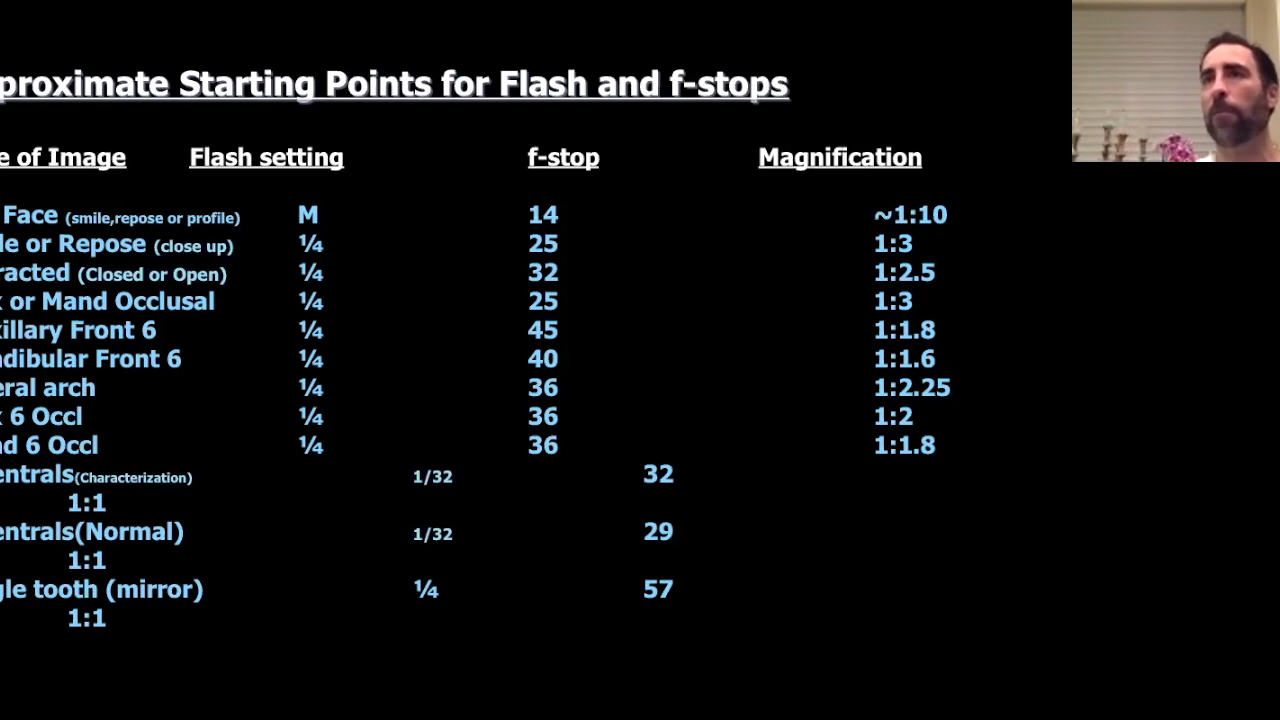 proximate Starting Points for Flash and f-stops
e of Image Flash setting f-stop Magnification
Face (smile,repose or profile) M 14 ~1:10
le or Repose (close up) ¼ 25 1:3
racted (Closed or Open) ¼ 32 1:2.5
x or Mand Occlusal ¼ 25 1:3
xillary Front 6 ¼ 45 1:1.8
ndibular Front 6 ¼ 40 1:1.6
eral arch ¼ 36 1:2.25
x 6 Occl ¼ 36 1:2
nd 6 Occl ¼ 36 1:1.8
entrals(Characterization) 1/32 32
1:1
entrals(Normal) 1/32 29
1:1
gle tooth (mirror) ¼ 57
1:1